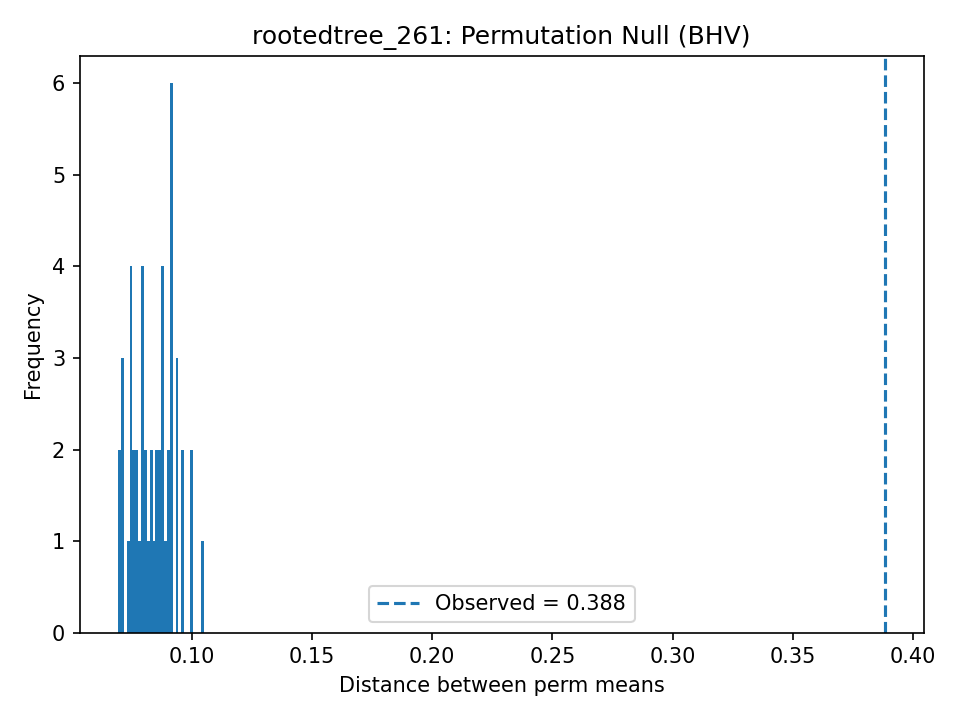 rootedtree_261: Permutation Null (BHV)
6
5
4
3
2
1
0
Frequency
Observed = 0.388
0.10 0.15 0.20 0.25 0.30 0.35 0.40
Distance between perm means